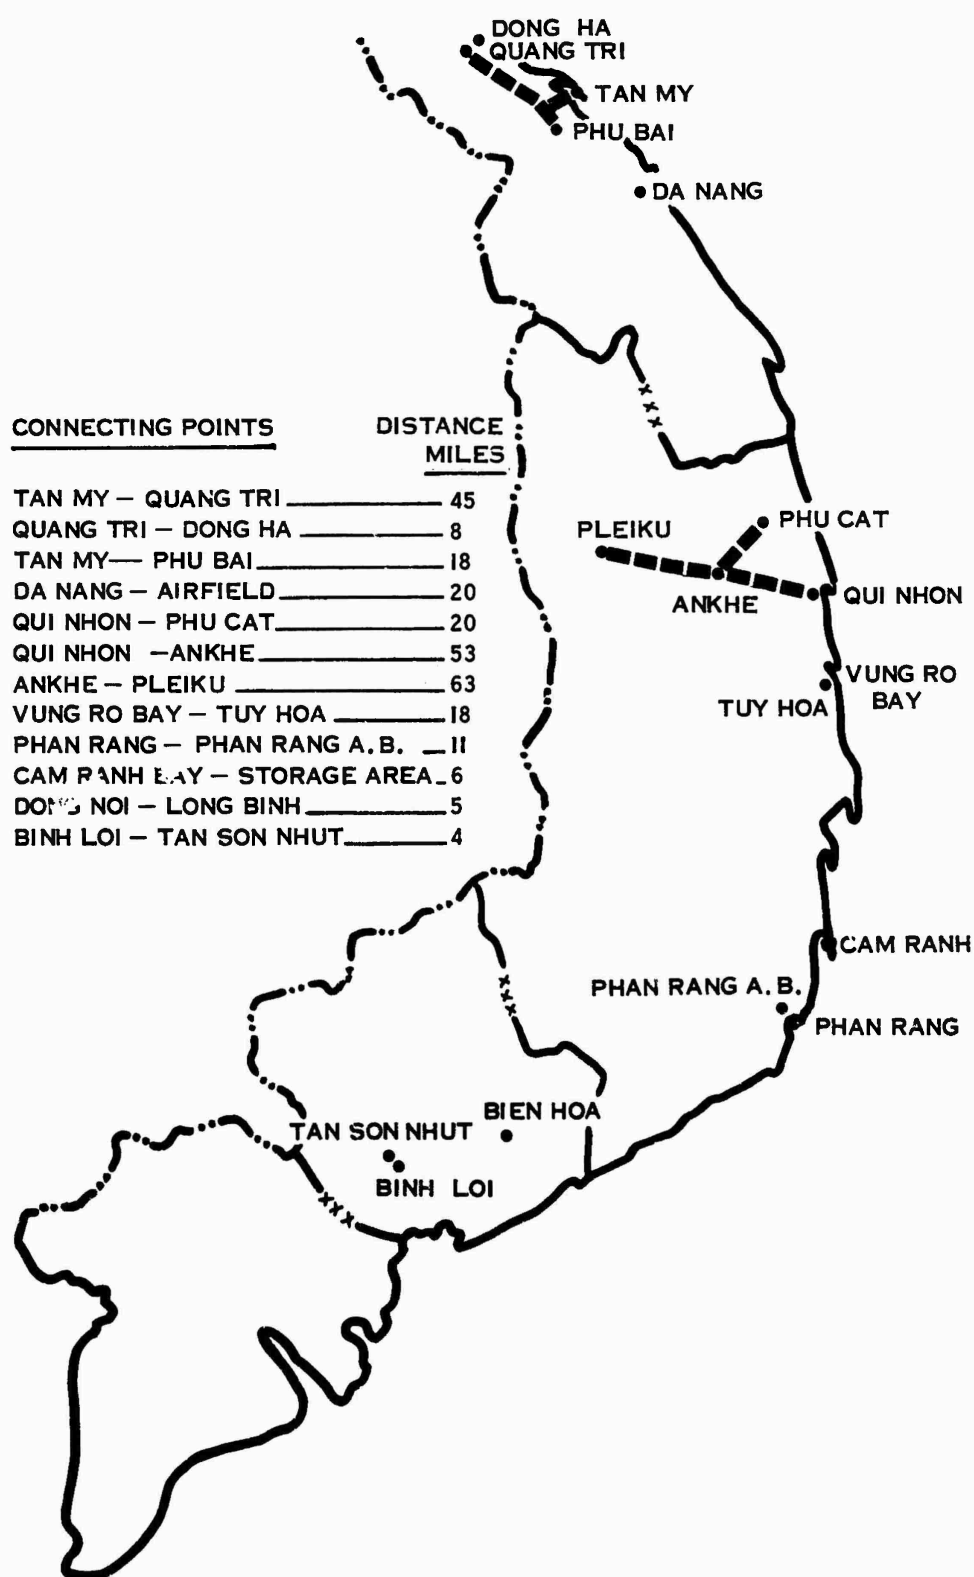 DONG HA
QUANG TRI
TAN MY
PHU BAI
DA NANG
CONNECTING POINTS DISTANCE MILES
TAN MY — QUANG TRI 45
QUANG TRI — DONG HA 8
TAN MY — PHU BAI 18
DA NANG — AIRFIELD 20
QUI NHON — PHU CAT 20
QUI NHON — ANKHE 53
ANKHE — PLEIKU 63
VUNG RO BAY — TUY HOA 18
PHAN RANG — PHAN RANG A.B. 11
CAM RANH BAY — STORAGE AREA 6
DONG NOI — LONG BINH 5
BINH LOI — TAN SON NHUT 4
PLEIKU
PHU CAT
ANKHE
QUI NHON
VUNG RO
BAY
TUY HOA
CAM RANH
PHAN RANG A.B.
PHAN RANG
BIEN HOA
TAN SON NHUT
BINH LOI